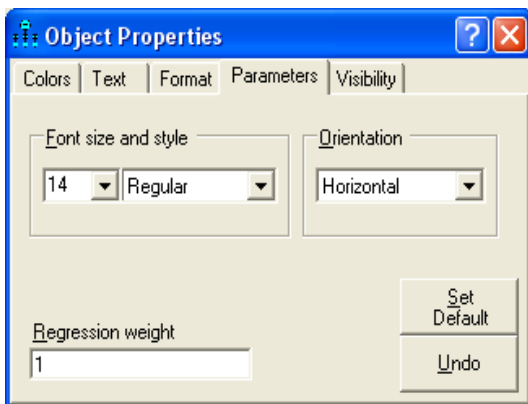 Object Properties
Colors Text Format Parameters Visibility
Font size and style
Orientation
14 Regular
Horizontal
Set
Default
Regression weight
1
Undo